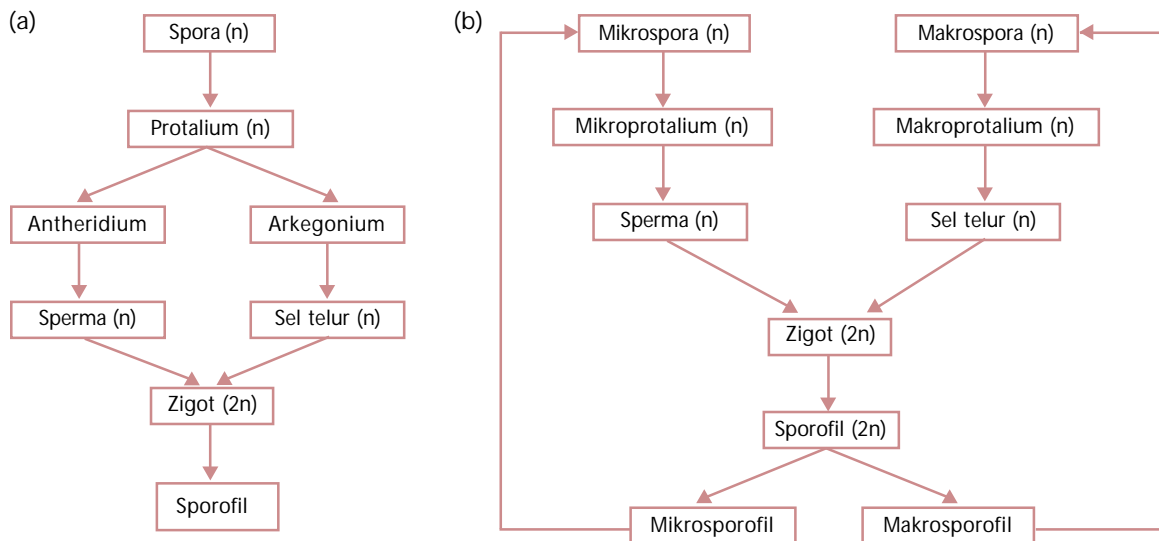 (a)
Spora (n)
Protalium (n)
Antheridium
Arkegonium
Sperma (n)
Sel telur (n)
Zigot (2n)
Sporofil
(b)
Mikrospora (n)
Makrospora (n)
Mikroprotalium (n)
Makroprotalium (n)
Sperma (n)
Sel telur (n)
Zigot (2n)
Sporofil (2n)
Mikrosporofil
Makrosporofil